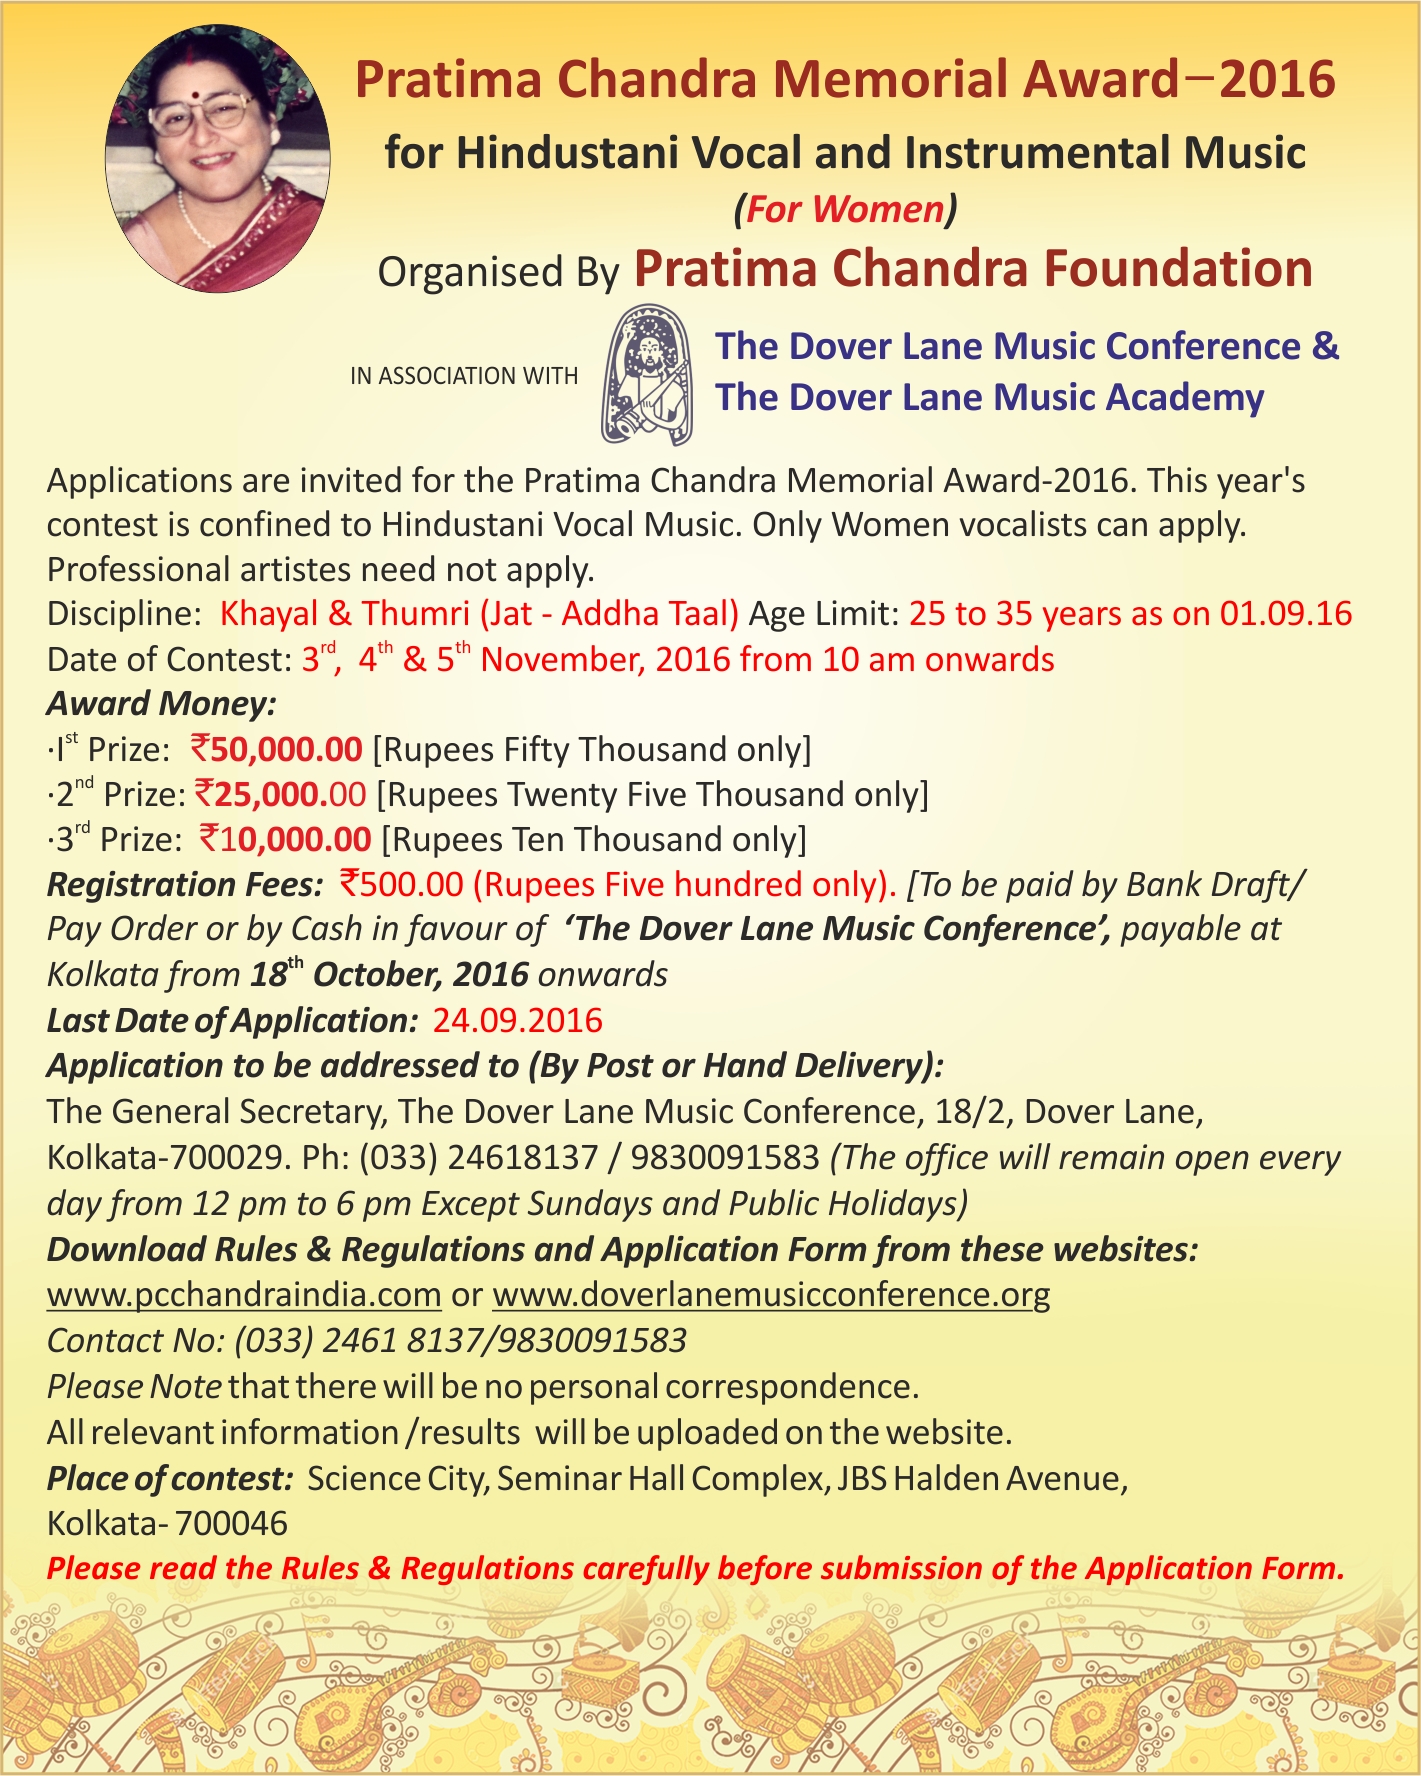 Pratima Chandra Memorial Award–2016
for Hindustani Vocal and Instrumental Music
(For Women)
Organised By Pratima Chandra Foundation
IN ASSOCIATION WITH
The Dover Lane Music Conference &
The Dover Lane Music Academy
Applications are invited for the Pratima Chandra Memorial Award-2016. This year's
contest is confined to Hindustani Vocal Music. Only Women vocalists can apply.
Professional artistes need not apply.
Discipline: Khayal & Thumri (Jat - Addha Taal) Age Limit: 25 to 35 years as on 01.09.16
Date of Contest: 3rd, 4th & 5th November, 2016 from 10 am onwards
Award Money:
·Ist Prize: ₹50,000.00 [Rupees Fifty Thousand only]
·2nd Prize: ₹25,000.00 [Rupees Twenty Five Thousand only]
·3rd Prize: ₹10,000.00 [Rupees Ten Thousand only]
Registration Fees: ₹500.00 (Rupees Five hundred only). [To be paid by Bank Draft/
Pay Order or by Cash in favour of ‘The Dover Lane Music Conference’, payable at
Kolkata from 18th October, 2016 onwards
Last Date of Application: 24.09.2016
Application to be addressed to (By Post or Hand Delivery):
The General Secretary, The Dover Lane Music Conference, 18/2, Dover Lane,
Kolkata-700029. Ph: (033) 24618137 / 9830091583 (The office will remain open every
day from 12 pm to 6 pm Except Sundays and Public Holidays)
Download Rules & Regulations and Application Form from these websites:
www.pcchandraindia.com or www.doverlanemusicconference.org
Contact No: (033) 2461 8137/9830091583
Please Note that there will be no personal correspondence.
All relevant information /results will be uploaded on the website.
Place of contest: Science City, Seminar Hall Complex, JBS Halden Avenue,
Kolkata- 700046
Please read the Rules & Regulations carefully before submission of the Application Form.